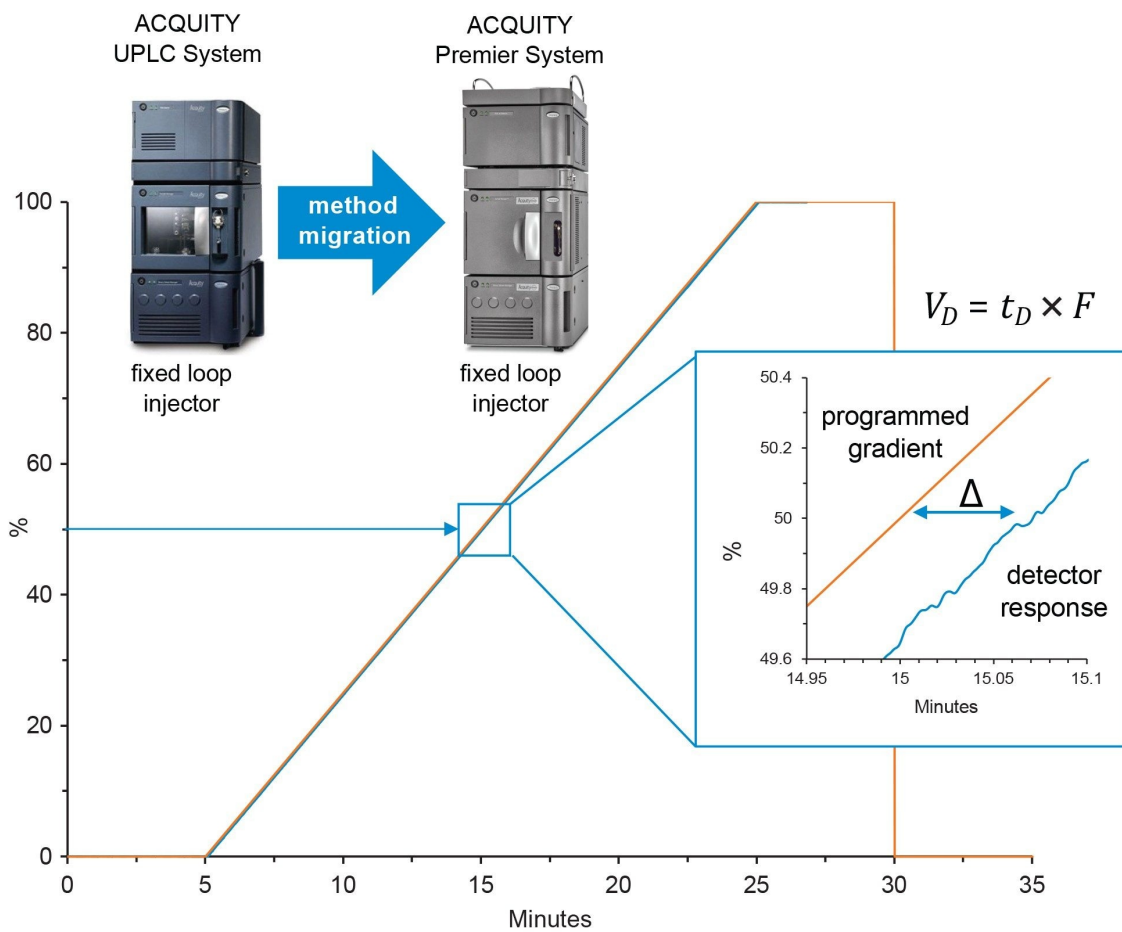 ACQUITY
UPLC System
ACQUITY
Premier System
method
migration
fixed loop
injector
fixed loop
injector
V_D = t_D × F
100
80
60
40
20
0
%
0
5
10
15
20
25
30
35
Minutes
50.4
50.2
50
49.8
49.6
%
programmed
gradient
Δ
detector
response
14.95
15
15.05
15.1
Minutes